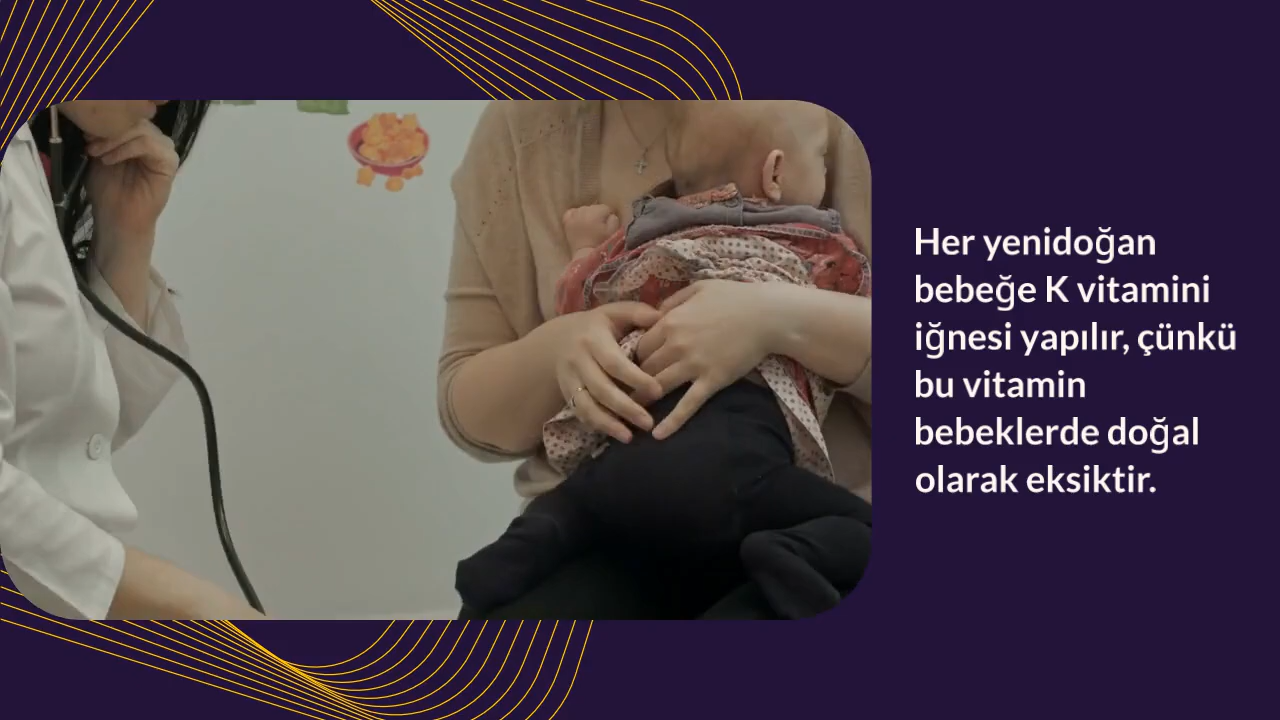 Her yenidoğan
bebeğe K vitamini
iğnesi yapılır, çünkü
bu vitamin
bebeklerde doğal
olarak eksiktir.